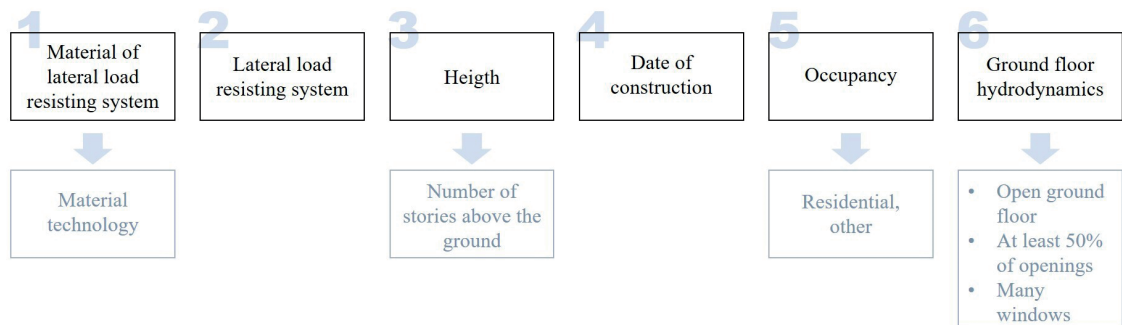 1
Material of
lateral load
resisting system
Material
technology
2
Lateral load
resisting system
3
Heigth
Number of
stories above the
ground
4
Date of
construction
5
Occupancy
Residential,
other
6
Ground floor
hydrodynamics
• Open ground
floor
• At least 50%
of openings
• Many
windows